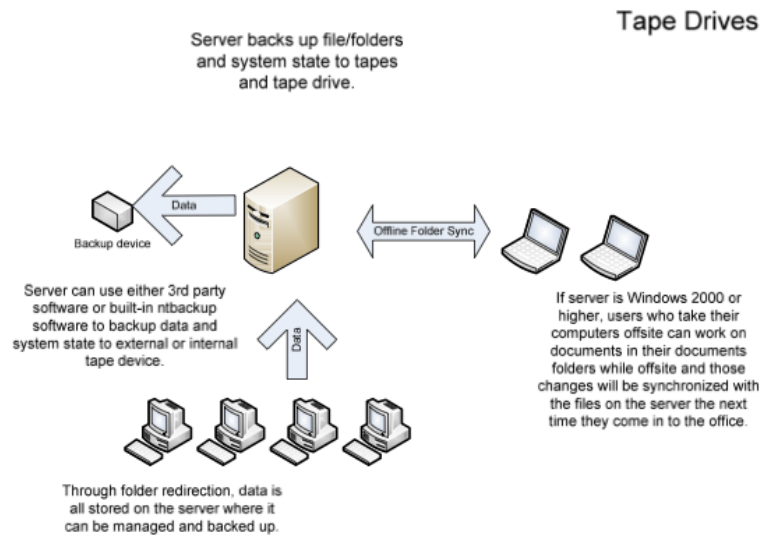 Tape Drives
Server backs up file/folders
and system state to tapes
and tape drive.
Data
Backup device
Offline Folder Sync
Server can use either 3rd party
software or built-in ntbackup
software to backup data and
system state to external or internal
tape device.
If server is Windows 2000 or
higher, users who take their
computers offsite can work on
documents in their documents
folders while offsite and those
changes will be synchronized with
the files on the server the next
time they come in to the office.
Data
Through folder redirection, data is
all stored on the server where it
can be managed and backed up.